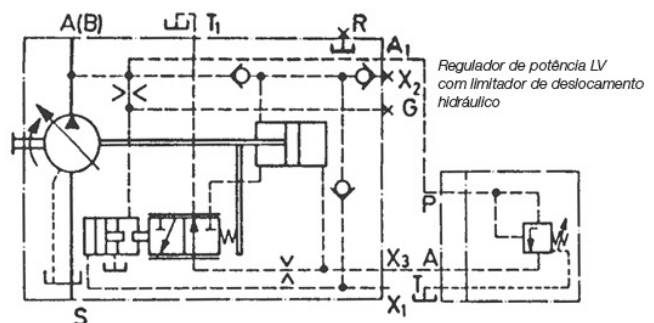 A(B)
T1
R
A1
Regulador de potência LV
com limitador de deslocamento
hidráulico
X2
G
P
X3
A
T
X1
S